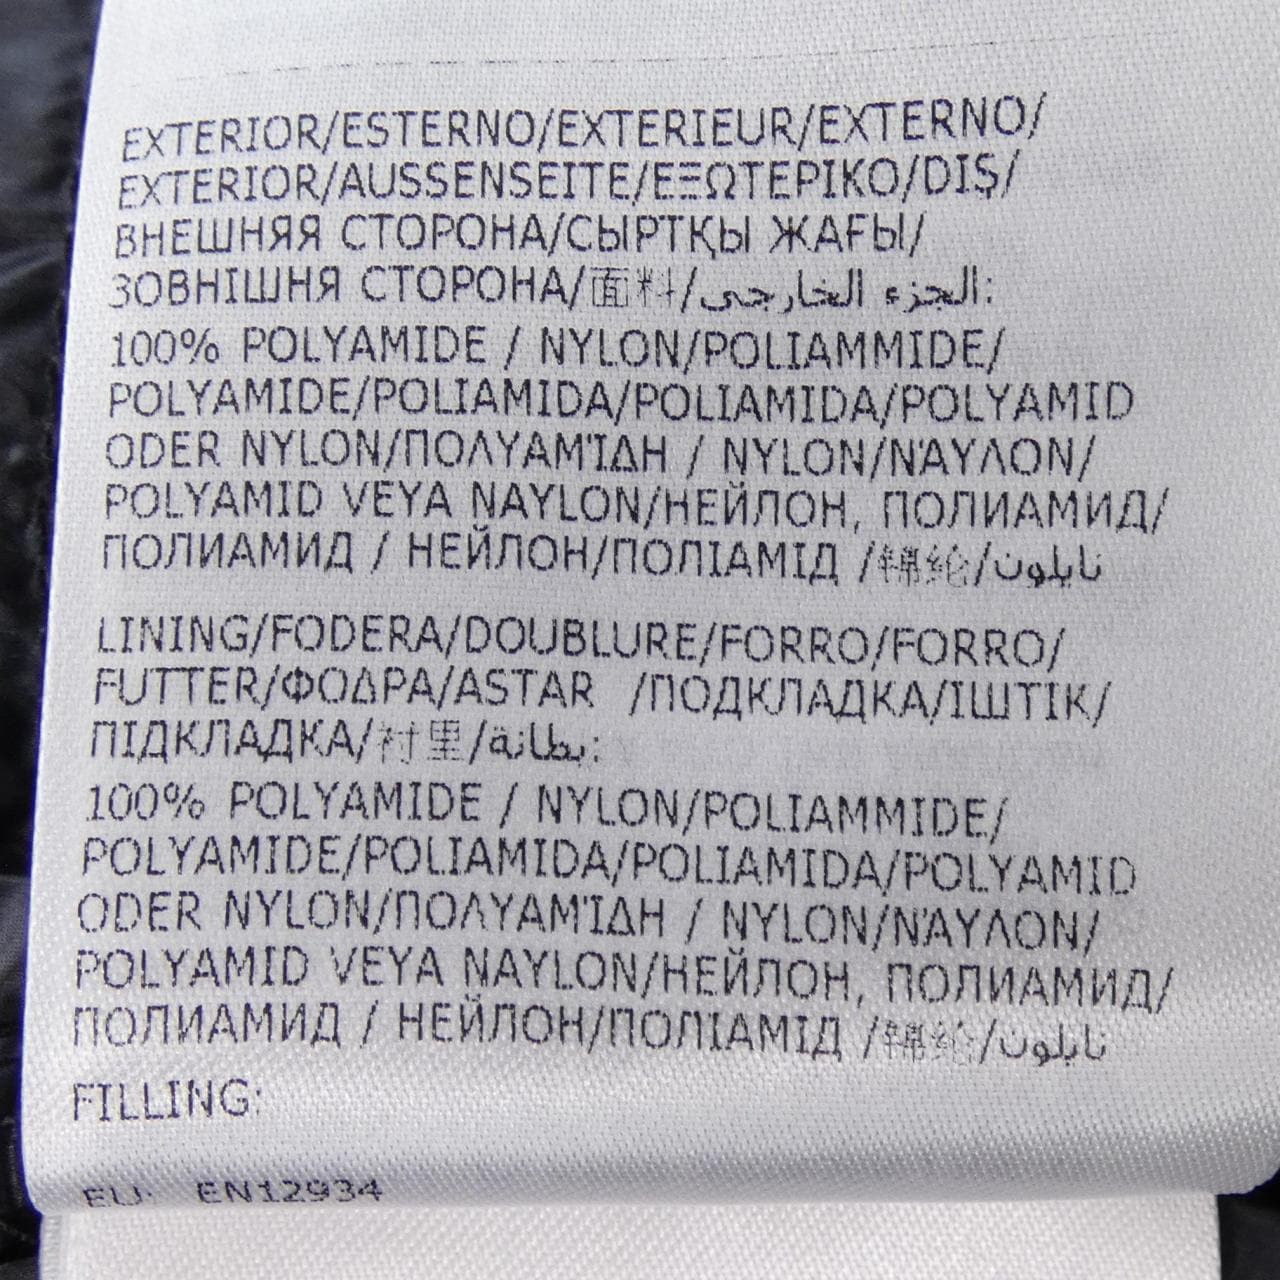 EXTERIOR/ESTERNO/EXTERIEUR/EXTERNO/
EXTERIOR/AUSSENSEITE/ΕΞΩΤΕΡΙΚΟ/DIŞ/
ВНЕШНЯЯ СТОРОНА/СЫРТҚЫ ЖАҒЫ/
ЗОВНІШНЯ СТОРОНА/面料/الجزء الخارجي:
100% POLYAMIDE / NYLON/POLIAMMIDE/
POLYAMIDE/POLIAMIDA/POLIAMIDA/POLYAMID
ODER NYLON/ΠΟΛΥΑΜΊΔΗ / NYLON/ΝΆΥΛΟΝ/
POLYAMID VEYA NAYLON/НЕЙЛОН, ПОЛИАМИД/
ПОЛИАМИД / НЕЙЛОН/ПОЛІАМІД /锦纶/نايلون
LINING/FODERA/DOUBLURE/FORRO/FORRO/
FUTTER/ΦΟΔΡΑ/ASTAR /ПОДКЛАДКА/ІШТІК/
ПІДКЛАДКА/衬里/بطانة:
100% POLYAMIDE / NYLON/POLIAMMIDE/
POLYAMIDE/POLIAMIDA/POLIAMIDA/POLYAMID
ODER NYLON/ΠΟΛΥΑΜΊΔΗ / NYLON/ΝΆΥΛΟΝ/
POLYAMID VEYA NAYLON/НЕЙЛОН, ПОЛИАМИД/
ПОЛИАМИД / НЕЙЛОН/ПОЛІАМІД /锦纶/نايلون
FILLING:
EU: EN12934